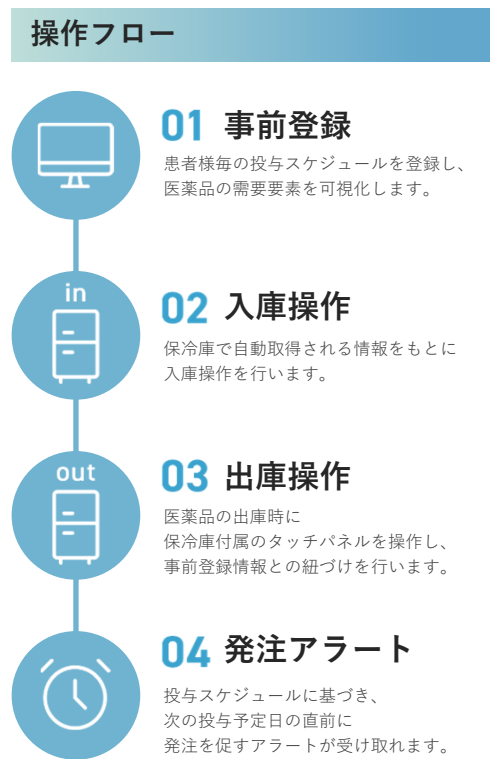 操作フロー
01 事前登録
患者様毎の投与スケジュールを登録し、
医薬品の需要要素を可視化します。
in
02 入庫操作
保冷庫で自動取得される情報をもとに
入庫操作を行います。
out
03 出庫操作
医薬品の出庫時に
保冷庫付属のタッチパネルを操作し、
事前登録情報との紐づけを行います。
04 発注アラート
投与スケジュールに基づき、
次の投与予定日の直前に
発注を促すアラートが受け取れます。